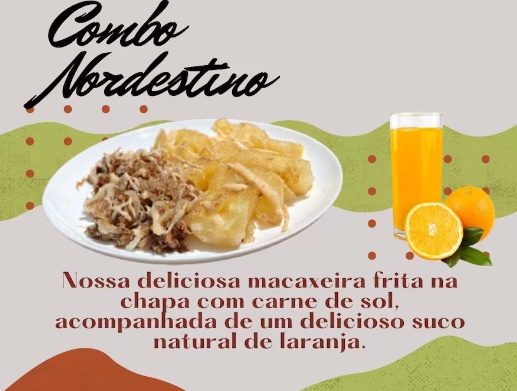 Combo
Nordestino
Nossa deliciosa macaxeira frita na
chapa com carne de sol,
acompanhada de um delicioso suco
natural de laranja.